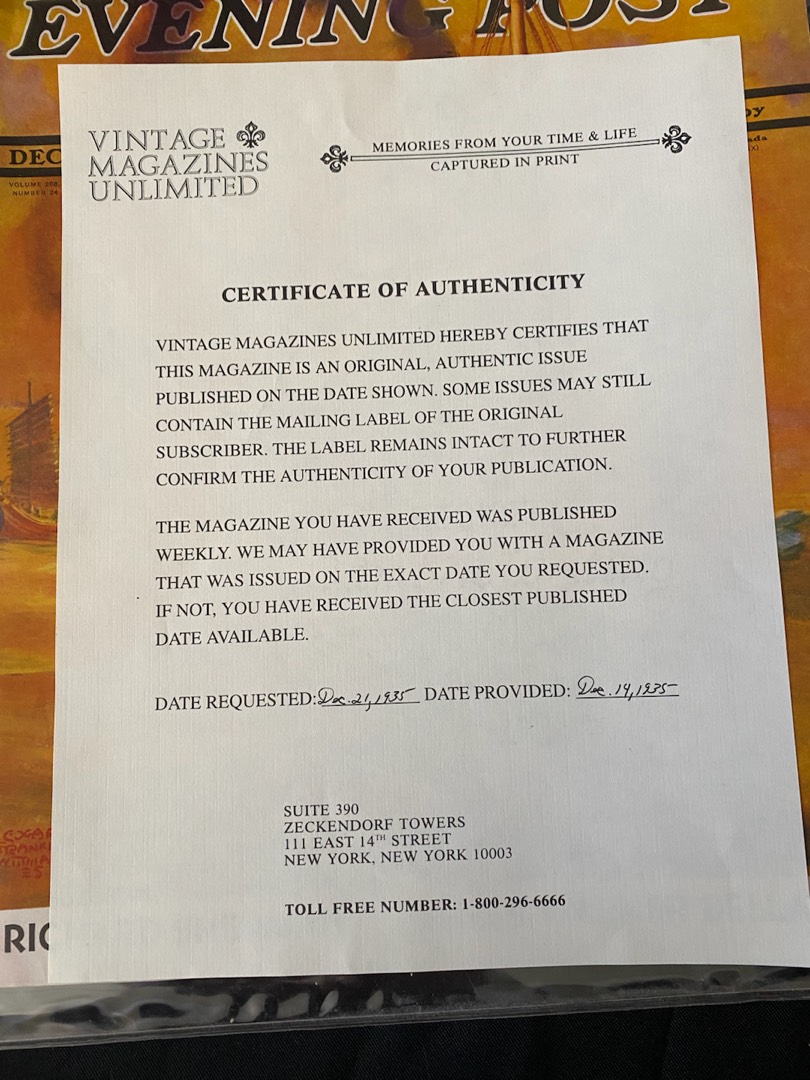 EVENING POST
DEC
VOLUME 208
NUMBER 24
VINTAGE
MAGAZINES
UNLIMITED
MEMORIES FROM YOUR TIME & LIFE
CAPTURED IN PRINT
CERTIFICATE OF AUTHENTICITY
VINTAGE MAGAZINES UNLIMITED HEREBY CERTIFIES THAT
THIS MAGAZINE IS AN ORIGINAL, AUTHENTIC ISSUE
PUBLISHED ON THE DATE SHOWN. SOME ISSUES MAY STILL
CONTAIN THE MAILING LABEL OF THE ORIGINAL
SUBSCRIBER. THE LABEL REMAINS INTACT TO FURTHER
CONFIRM THE AUTHENTICITY OF YOUR PUBLICATION.
THE MAGAZINE YOU HAVE RECEIVED WAS PUBLISHED
WEEKLY. WE MAY HAVE PROVIDED YOU WITH A MAGAZINE
THAT WAS ISSUED ON THE EXACT DATE YOU REQUESTED.
IF NOT, YOU HAVE RECEIVED THE CLOSEST PUBLISHED
DATE AVAILABLE.
DATE REQUESTED: Dec. 21, 1935 DATE PROVIDED: Dec. 14, 1935
SUITE 390
ZECKENDORF TOWERS
111 EAST 14TH STREET
NEW YORK, NEW YORK 10003
TOLL FREE NUMBER: 1-800-296-6666
RIC